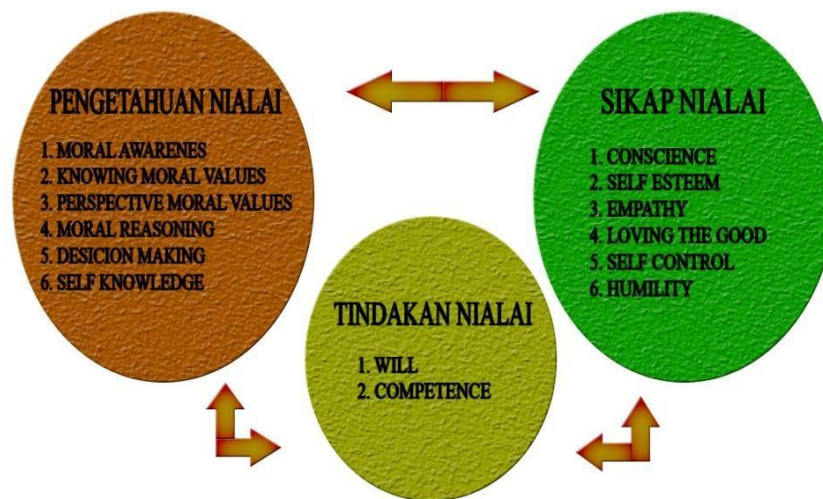 PENGETAHUAN NIALAI
1. MORAL AWARENES
2. KNOWING MORAL VALUES
3. PERSPECTIVE MORAL VALUES
4. MORAL REASONING
5. DESICION MAKING
6. SELF KNOWLEDGE
SIKAP NIALAI
1. CONSCIENCE
2. SELF ESTEEM
3. EMPATHY
4. LOVING THE GOOD
5. SELF CONTROL
6. HUMILITY
TINDAKAN NIALAI
1. WILL
2. COMPETENCE